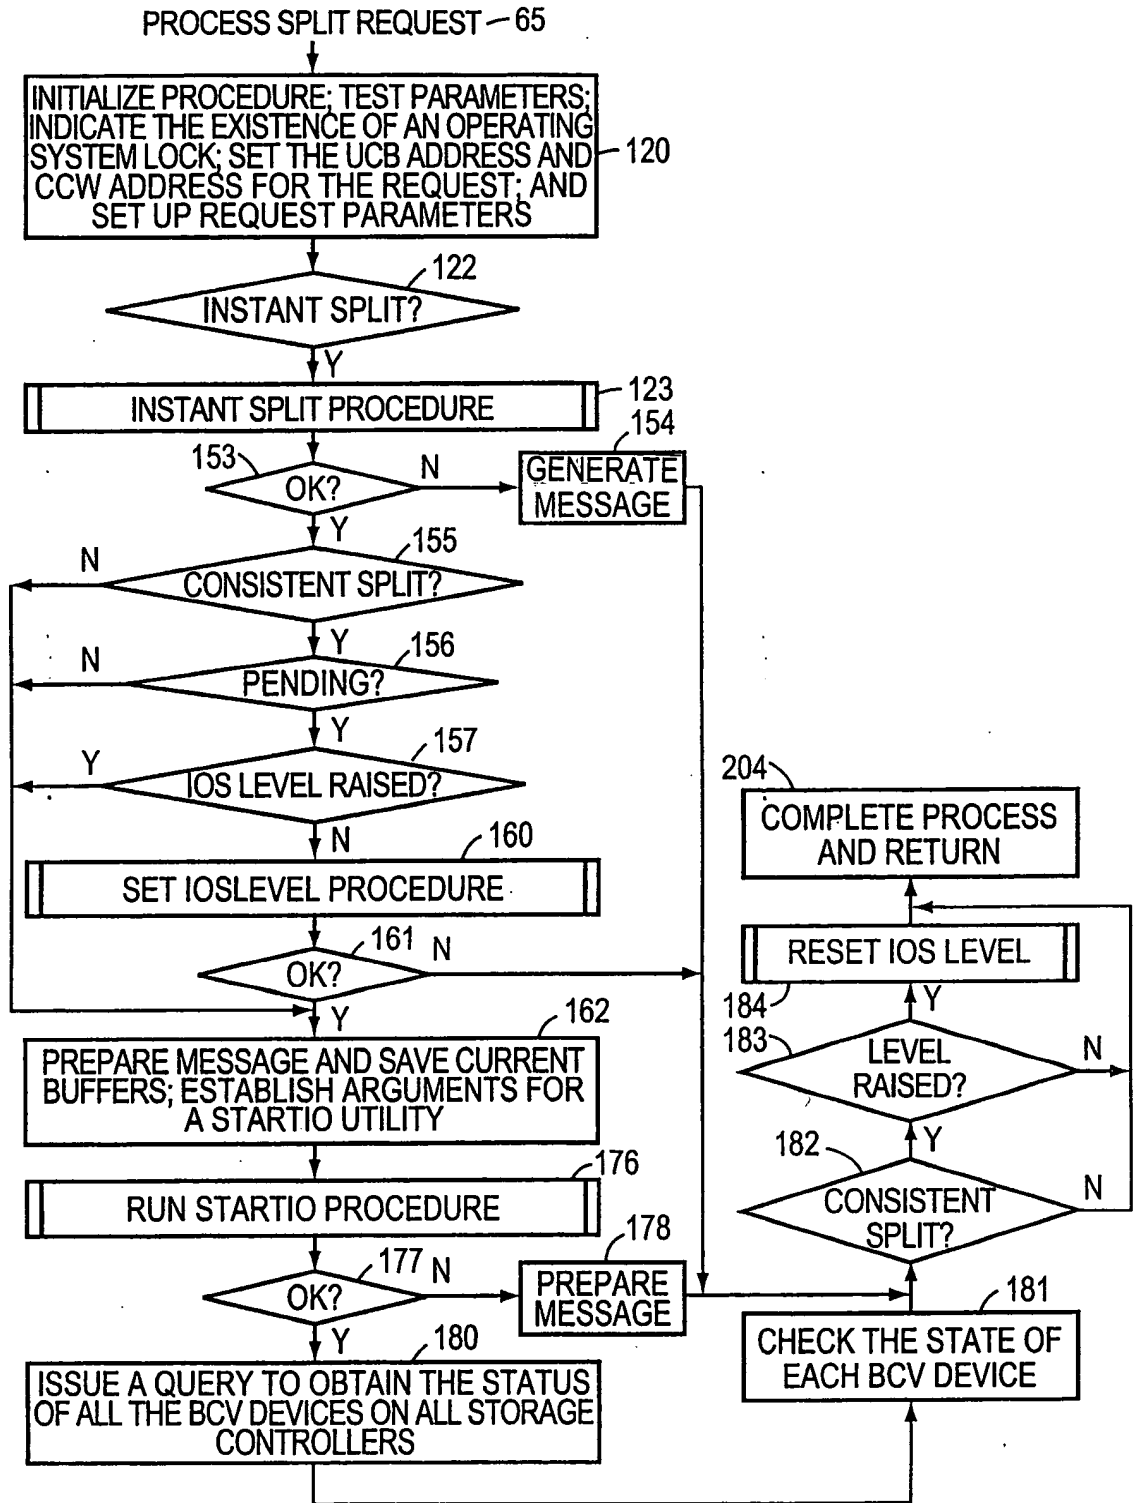 PROCESS SPLIT REQUEST 65
INITIALIZE PROCEDURE; TEST PARAMETERS;
INDICATE THE EXISTENCE OF AN OPERATING
SYSTEM LOCK; SET THE UCB ADDRESS AND
CCW ADDRESS FOR THE REQUEST; AND
SET UP REQUEST PARAMETERS
120
122
INSTANT SPLIT?
Y
INSTANT SPLIT PROCEDURE
123
153
OK?
N
154
GENERATE
MESSAGE
Y
155
N
CONSISTENT SPLIT?
Y
156
N
PENDING?
Y
157
Y
IOS LEVEL RAISED?
N
160
SET IOSLEVEL PROCEDURE
161
OK?
N
Y
162
PREPARE MESSAGE AND SAVE CURRENT
BUFFERS; ESTABLISH ARGUMENTS FOR
A STARTIO UTILITY
176
RUN STARTIO PROCEDURE
177
OK?
N
178
PREPARE
MESSAGE
Y
180
ISSUE A QUERY TO OBTAIN THE STATUS
OF ALL THE BCV DEVICES ON ALL STORAGE
CONTROLLERS
204
COMPLETE PROCESS
AND RETURN
RESET IOS LEVEL
184
Y
183
LEVEL
RAISED?
N
Y
182
CONSISTENT
SPLIT?
N
181
CHECK THE STATE OF
EACH BCV DEVICE